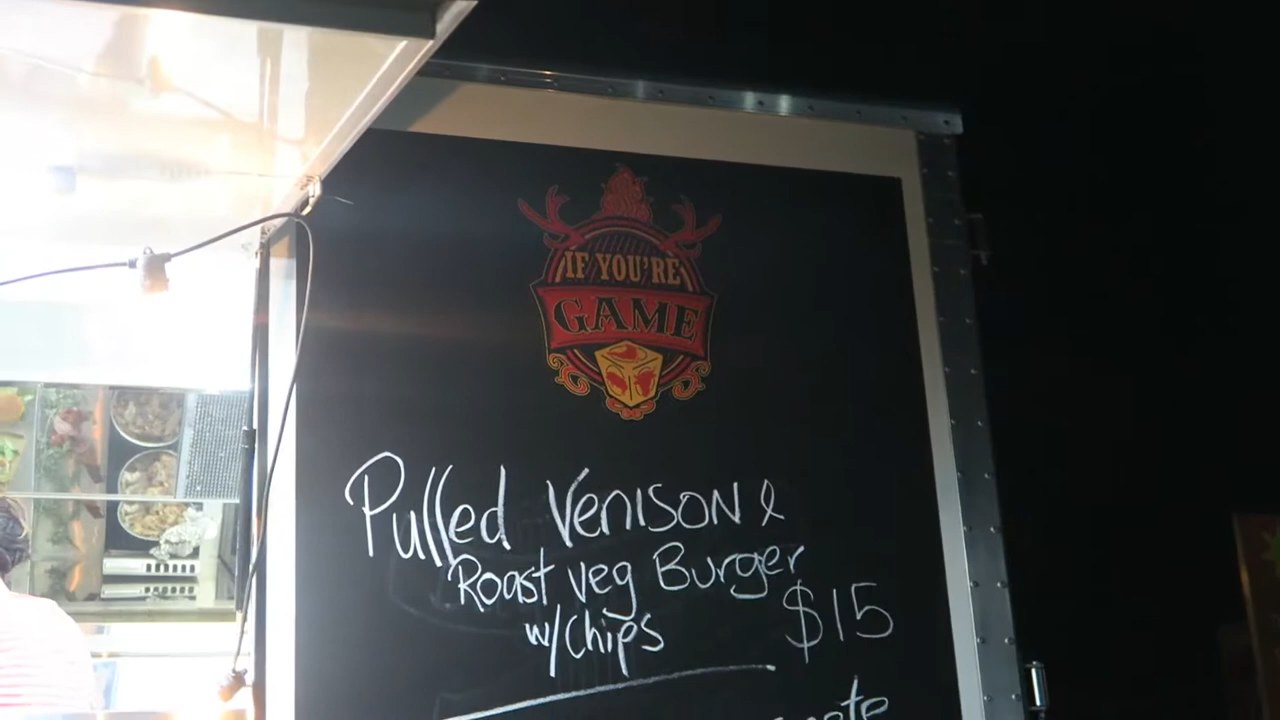 IF YOU'RE
GAME
Pulled Venison &
Roast veg Burger
w/Chips
$15